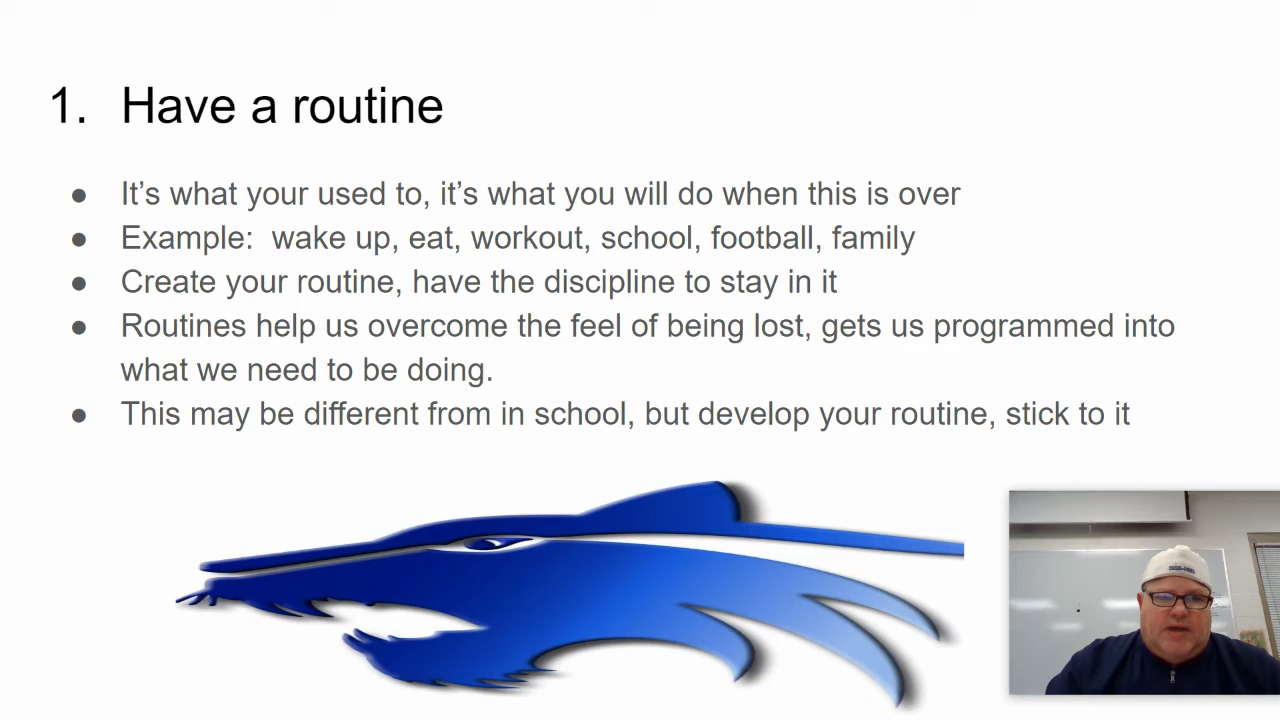 1. Have a routine
● It’s what your used to, it’s what you will do when this is over
● Example:  wake up, eat, workout, school, football, family
● Create your routine, have the discipline to stay in it
● Routines help us overcome the feel of being lost, gets us programmed into
what we need to be doing.
● This may be different from in school, but develop your routine, stick to it